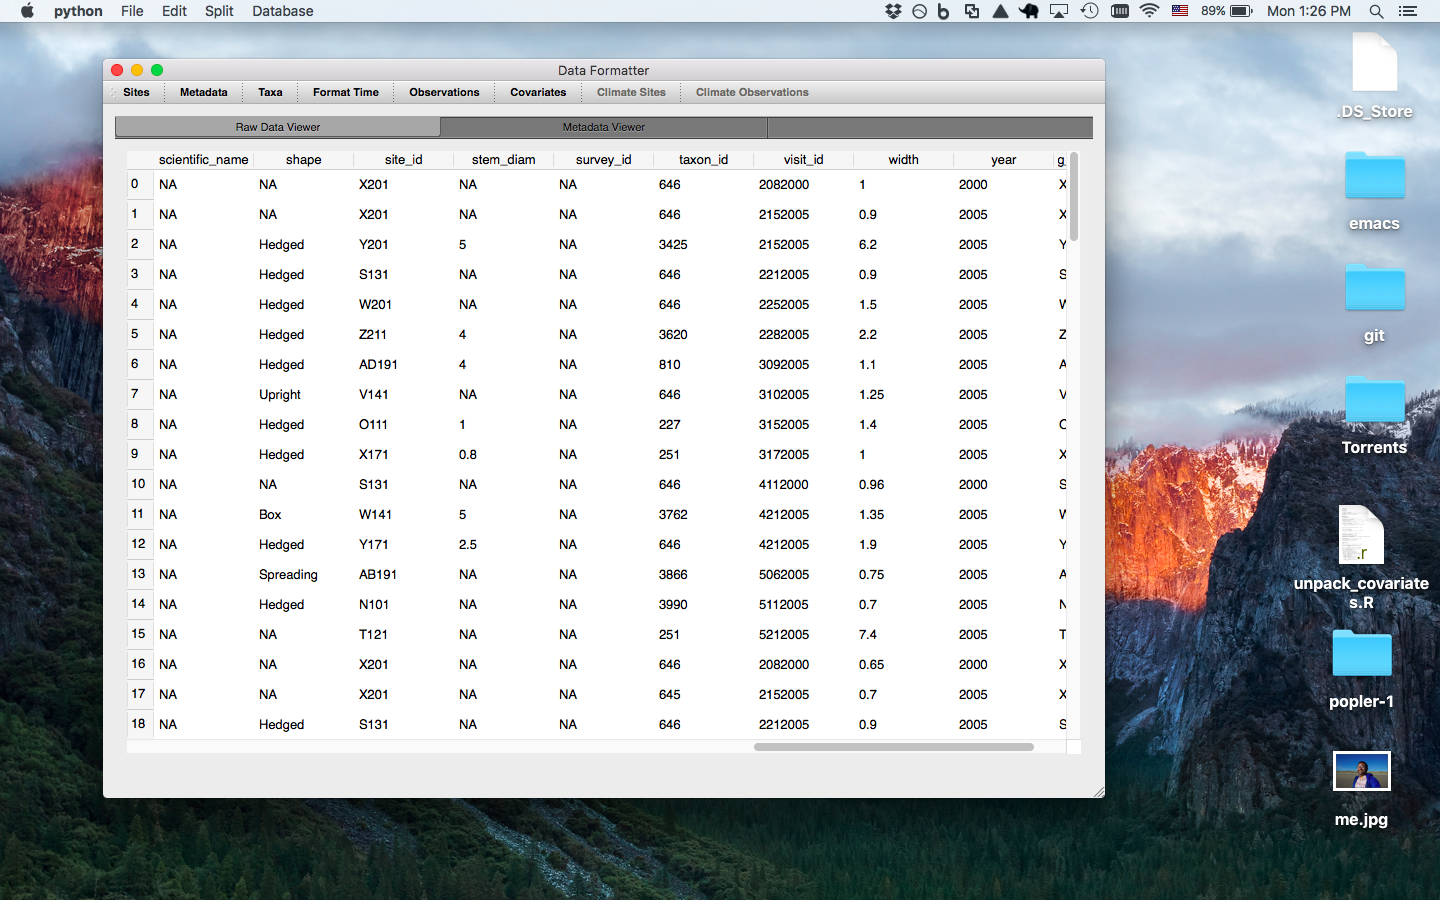 python File Edit Split Database 89% Mon 1:26 PM
Data Formatter
Sites Metadata Taxa Format Time Observations Covariates Climate Sites Climate Observations
Raw Data Viewer Metadata Viewer
scientific_name shape site_id stem_diam survey_id taxon_id visit_id width year g_
0 NA NA X201 NA NA 646 2082000 1 2000 X
1 NA NA X201 NA NA 646 2152005 0.9 2005 X
2 NA Hedged Y201 5 NA 3425 2152005 6.2 2005 Y
3 NA Hedged S131 NA NA 646 2212005 0.9 2005 S
4 NA Hedged W201 NA NA 646 2252005 1.5 2005 W
5 NA Hedged Z211 4 NA 3620 2282005 2.2 2005 Z
6 NA Hedged AD191 4 NA 810 3092005 1.1 2005 A
7 NA Upright V141 NA NA 646 3102005 1.25 2005 V
8 NA Hedged O111 1 NA 227 3152005 1.4 2005 O
9 NA Hedged X171 0.8 NA 251 3172005 1 2005 X
10 NA NA S131 NA NA 646 4112000 0.96 2000 S
11 NA Box W141 5 NA 3762 4212005 1.35 2005 W
12 NA Hedged Y171 2.5 NA 646 4212005 1.9 2005 Y
13 NA Spreading AB191 NA NA 3866 5062005 0.75 2005 A
14 NA Hedged N101 NA NA 3990 5112005 0.7 2005 N
15 NA NA T121 NA NA 251 5212005 7.4 2005 T
16 NA NA X201 NA NA 646 2082000 0.65 2000 X
17 NA NA X201 NA NA 645 2152005 0.7 2005 X
18 NA Hedged S131 NA NA 646 2212005 0.9 2005 S
.DS_Store
emacs
git
Torrents
.r
unpack_covariate
s.R
popler-1
me.jpg